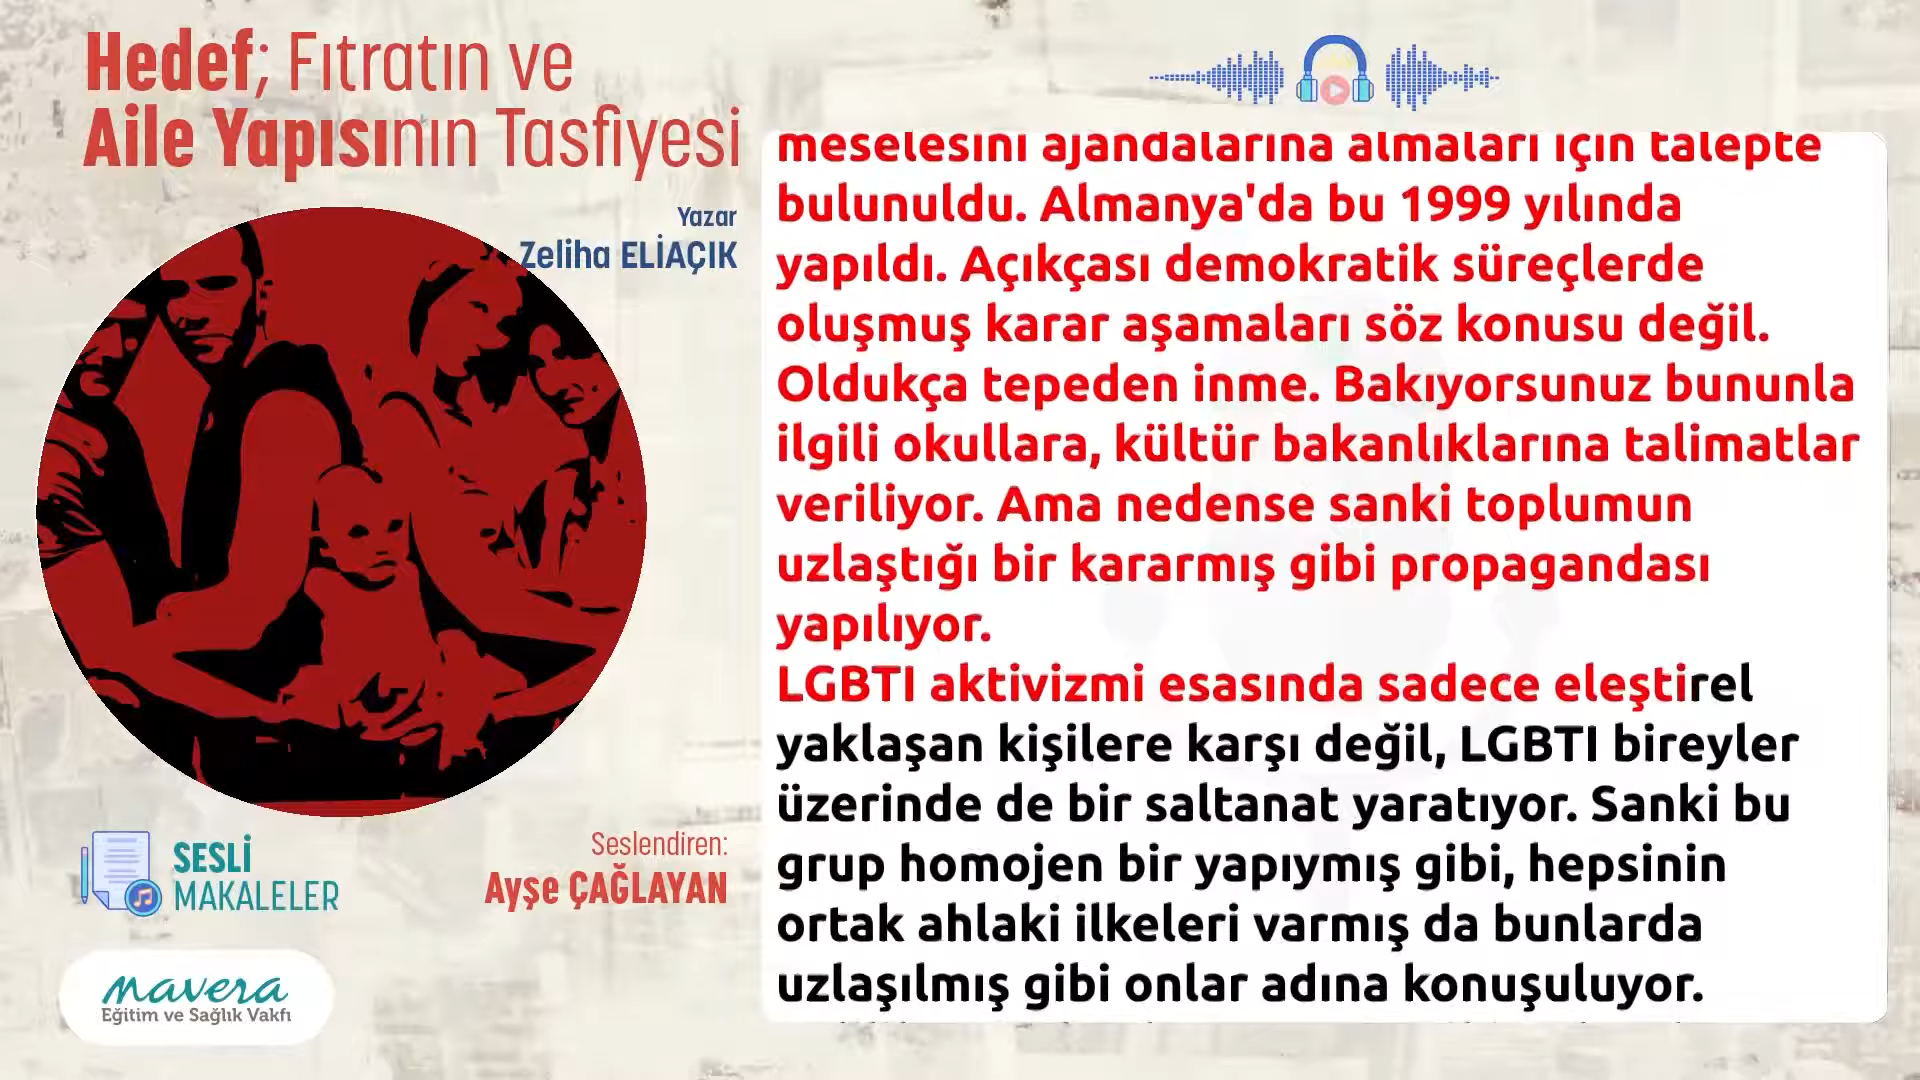 Hedef; Fıtratın ve
Aile Yapısının Tasfiyesi
Yazar
Zeliha ELİAÇIK
meselesini ajandalarına almaları için talepte
bulunuldu. Almanya'da bu 1999 yılında
yapıldı. Açıkçası demokratik süreçlerde
oluşmuş karar aşamaları söz konusu değil.
Oldukça tepeden inme. Bakıyorsunuz bununla
ilgili okullara, kültür bakanlıklarına talimatlar
veriliyor. Ama nedense sanki toplumun
uzlaştığı bir kararmış gibi propagandası
yapılıyor.
LGBTI aktivizmi esasında sadece eleştirel
yaklaşan kişilere karşı değil, LGBTI bireyler
üzerinde de bir saltanat yaratıyor. Sanki bu
grup homojen bir yapıymış gibi, hepsinin
ortak ahlaki ilkeleri varmış da bunlarda
uzlaşılmış gibi onlar adına konuşuluyor.
SESLİ
MAKALELER
Seslendiren:
Ayşe ÇAĞLAYAN
mavera
Eğitim ve Sağlık Vakfı